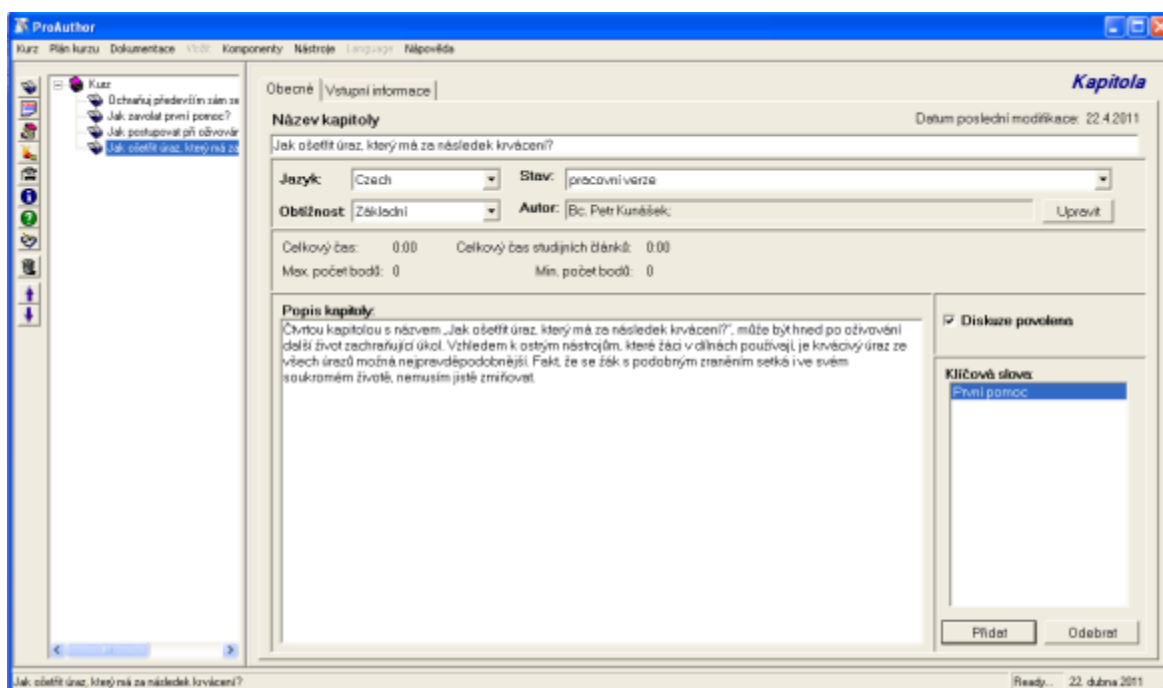 ProAuthor
Kurz Plán kurzu Dokumentace Vložit Komponenty Nástroje Language Nápověda
Kurz
Ochraňuj především sám se
Jak zavolat první pomoc?
Jak postupovat při oživovár
Jak ošetřit úraz, který má za
Obecné Vstupní informace
Kapitola
Název kapitoly
Datum poslední modifikace: 22.4.2011
Jak ošetřit úraz, který má za následek krvácení?
Jazyk: Czech Stav: pracovní verze
Obtížnost: Základní Autor: Bc. Petr Kunášek; Upravit
Celkový čas: 0:00 Celkový čas studijních článků: 0:00
Max. počet bodů: 0 Min. počet bodů: 0
Popis kapitoly:
Čtvrtou kapitolou s názvem „Jak ošetřit úraz, který má za následek krvácení?", může být hned po oživování
další život zachraňující úkol. Vzhledem k ostrým nástrojům, které žáci v dílnách používají, je krvácivý úraz ze
všech úrazů možná nejpravděpodobnější. Fakt, že se žák s podobným zraněním setká i ve svém
soukromém životě, nemusím jistě zmiňovat.
Diskuze povolena
Klíčová slova:
První pomoc
Přidat Odebrat
Jak ošetřit úraz, který má za následek krvácení?
Ready... 22. dubna 2011